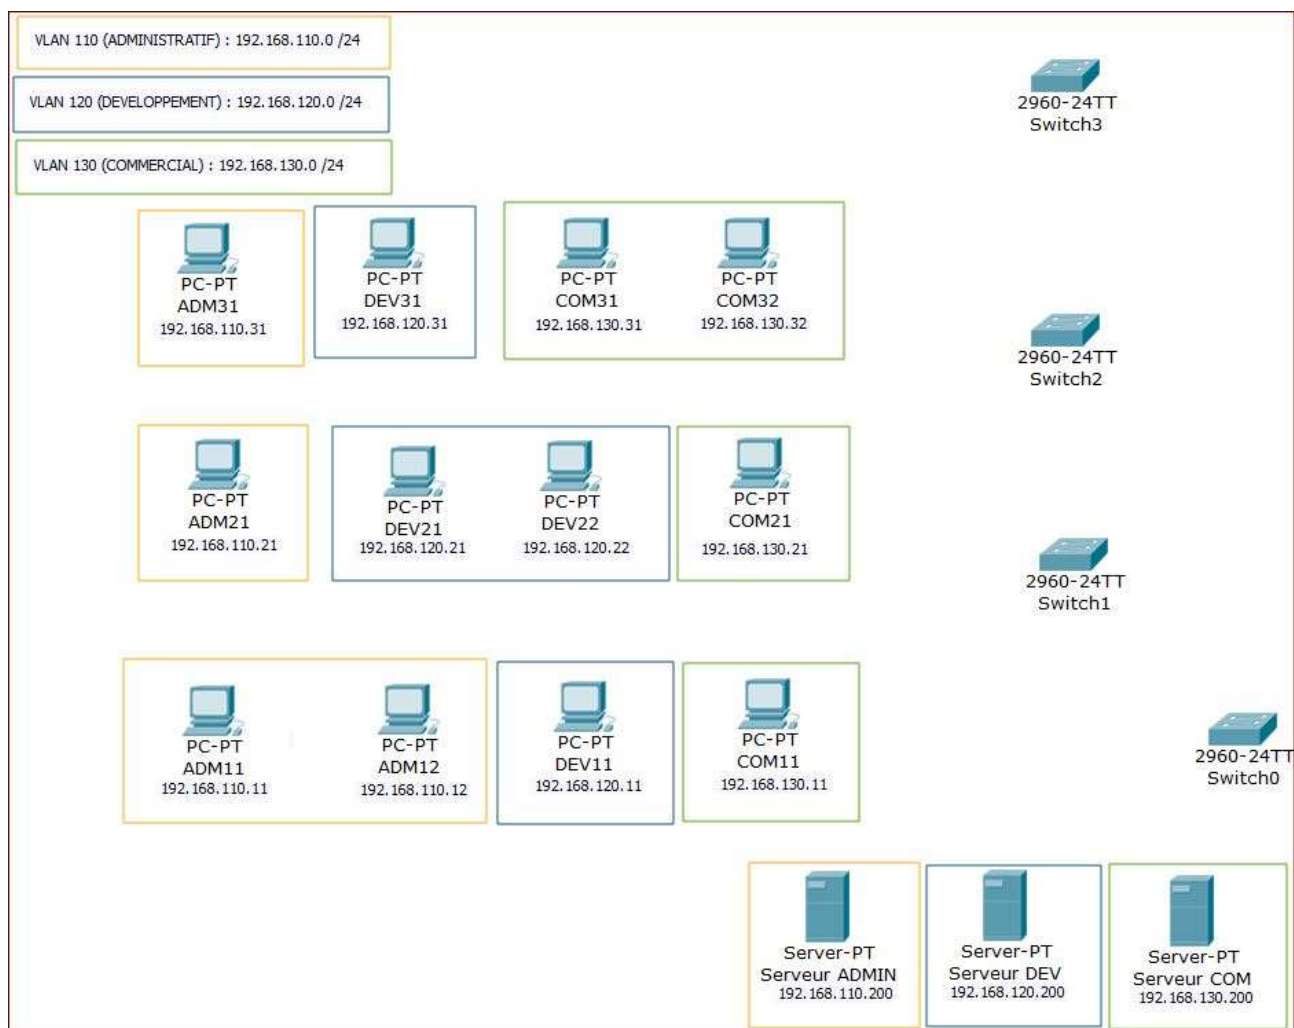 VLAN 110 (ADMINISTRATIF) : 192.168.110.0 /24
VLAN 120 (DEVELOPPEMENT) : 192.168.120.0 /24
VLAN 130 (COMMERCIAL) : 192.168.130.0 /24
2960-24TT
Switch3
PC-PT
ADM31
192.168.110.31
PC-PT
DEV31
192.168.120.31
PC-PT
COM31
192.168.130.31
PC-PT
COM32
192.168.130.32
2960-24TT
Switch2
PC-PT
ADM21
192.168.110.21
PC-PT
DEV21
192.168.120.21
PC-PT
DEV22
192.168.120.22
PC-PT
COM21
192.168.130.21
2960-24TT
Switch1
PC-PT
ADM11
192.168.110.11
PC-PT
ADM12
192.168.110.12
PC-PT
DEV11
192.168.120.11
PC-PT
COM11
192.168.130.11
2960-24TT
Switch0
Server-PT
Serveur ADMIN
192.168.110.200
Server-PT
Serveur DEV
192.168.120.200
Server-PT
Serveur COM
192.168.130.200